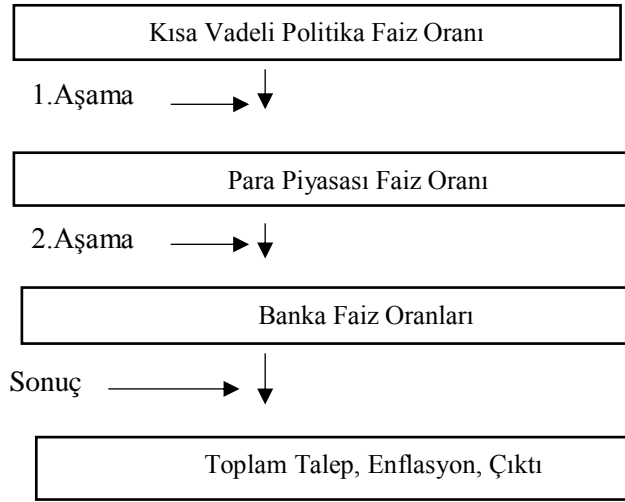 Kısa Vadeli Politika Faiz Oranı
1.Aşama
Para Piyasası Faiz Oranı
2.Aşama
Banka Faiz Oranları
Sonuç
Toplam Talep, Enflasyon, Çıktı